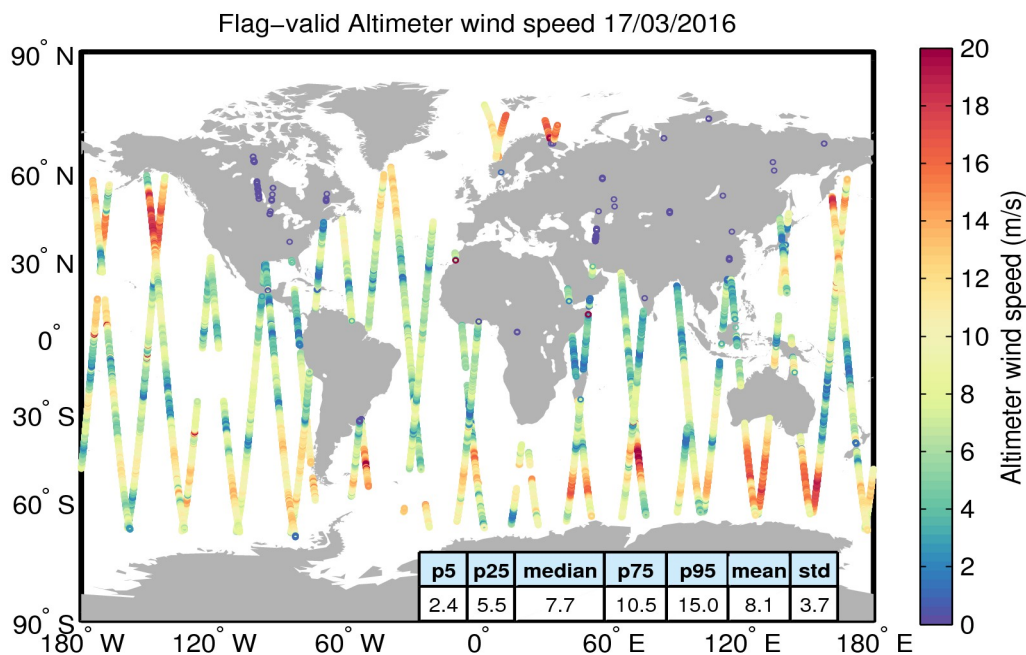 Flag−valid Altimeter wind speed 17/03/2016
90° N
60° N
30° N
0°
30° S
60° S
90° S
180° W
120° W
60° W
0°
60° E
120° E
180° E
20
18
16
14
12
10
8
6
4
2
0
Altimeter wind speed (m/s)
p5 p25 median p75 p95 mean std
2.4 5.5 7.7 10.5 15.0 8.1 3.7